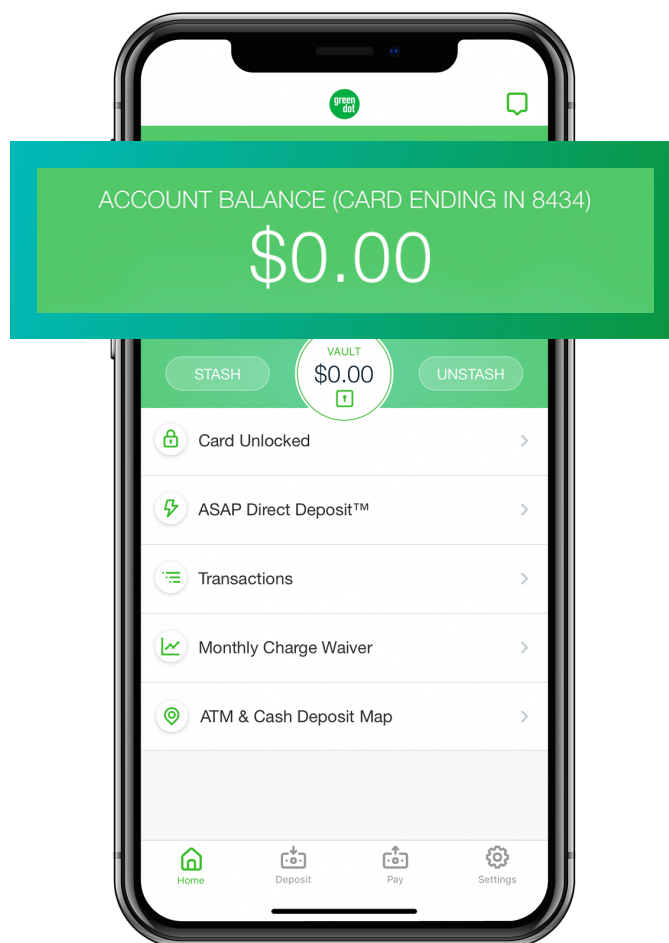 green
dot
ACCOUNT BALANCE (CARD ENDING IN 8434)
$0.00
STASH
VAULT
$0.00
UNSTASH
Card Unlocked
ASAP Direct Deposit™
Transactions
Monthly Charge Waiver
ATM & Cash Deposit Map
Home
Deposit
Pay
Settings